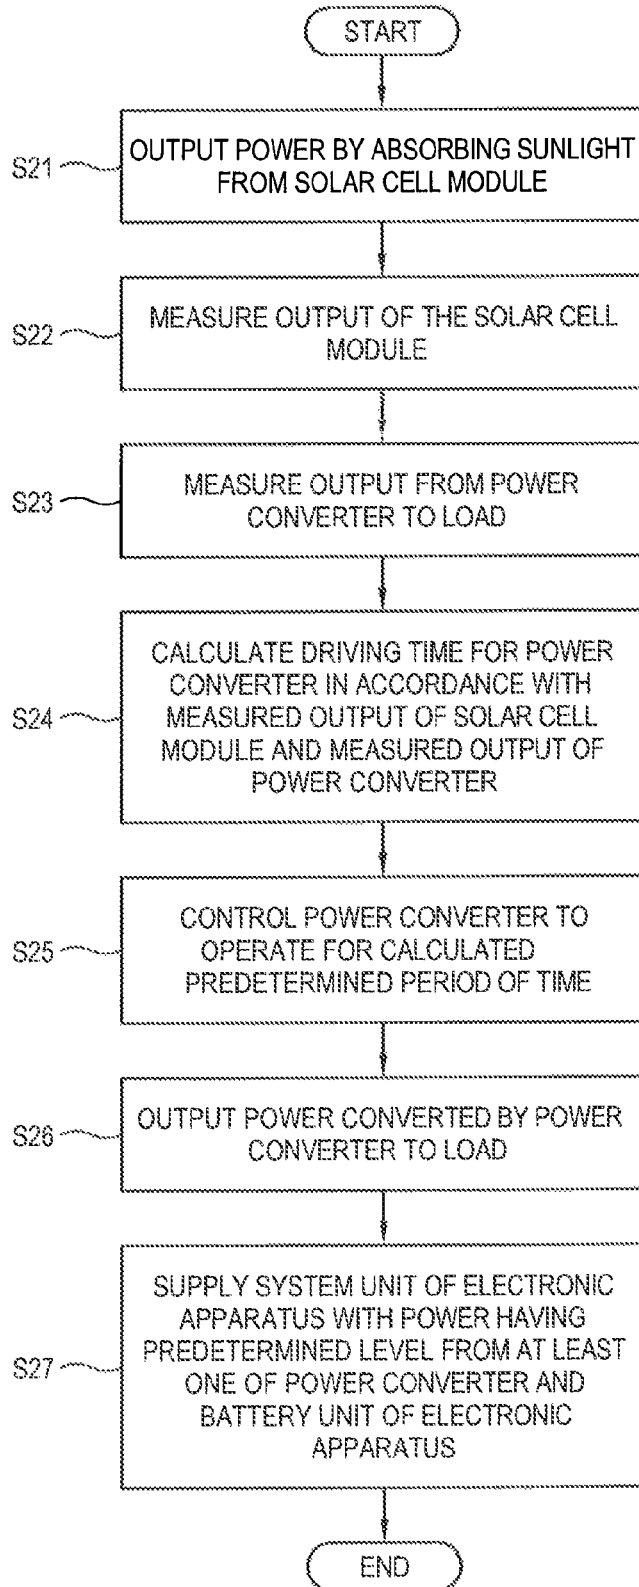 START
S21
OUTPUT POWER BY ABSORBING SUNLIGHT
FROM SOLAR CELL MODULE
S22
MEASURE OUTPUT OF THE SOLAR CELL
MODULE
S23
MEASURE OUTPUT FROM POWER
CONVERTER TO LOAD
S24
CALCULATE DRIVING TIME FOR POWER
CONVERTER IN ACCORDANCE WITH
MEASURED OUTPUT OF SOLAR CELL
MODULE AND MEASURED OUTPUT OF
POWER CONVERTER
S25
CONTROL POWER CONVERTER TO
OPERATE FOR CALCULATED
PREDETERMINED PERIOD OF TIME
S26
OUTPUT POWER CONVERTED BY POWER
CONVERTER TO LOAD
S27
SUPPLY SYSTEM UNIT OF ELECTRONIC
APPARATUS WITH POWER HAVING
PREDETERMINED LEVEL FROM AT LEAST
ONE OF POWER CONVERTER AND
BATTERY UNIT OF ELECTRONIC
APPARATUS
END